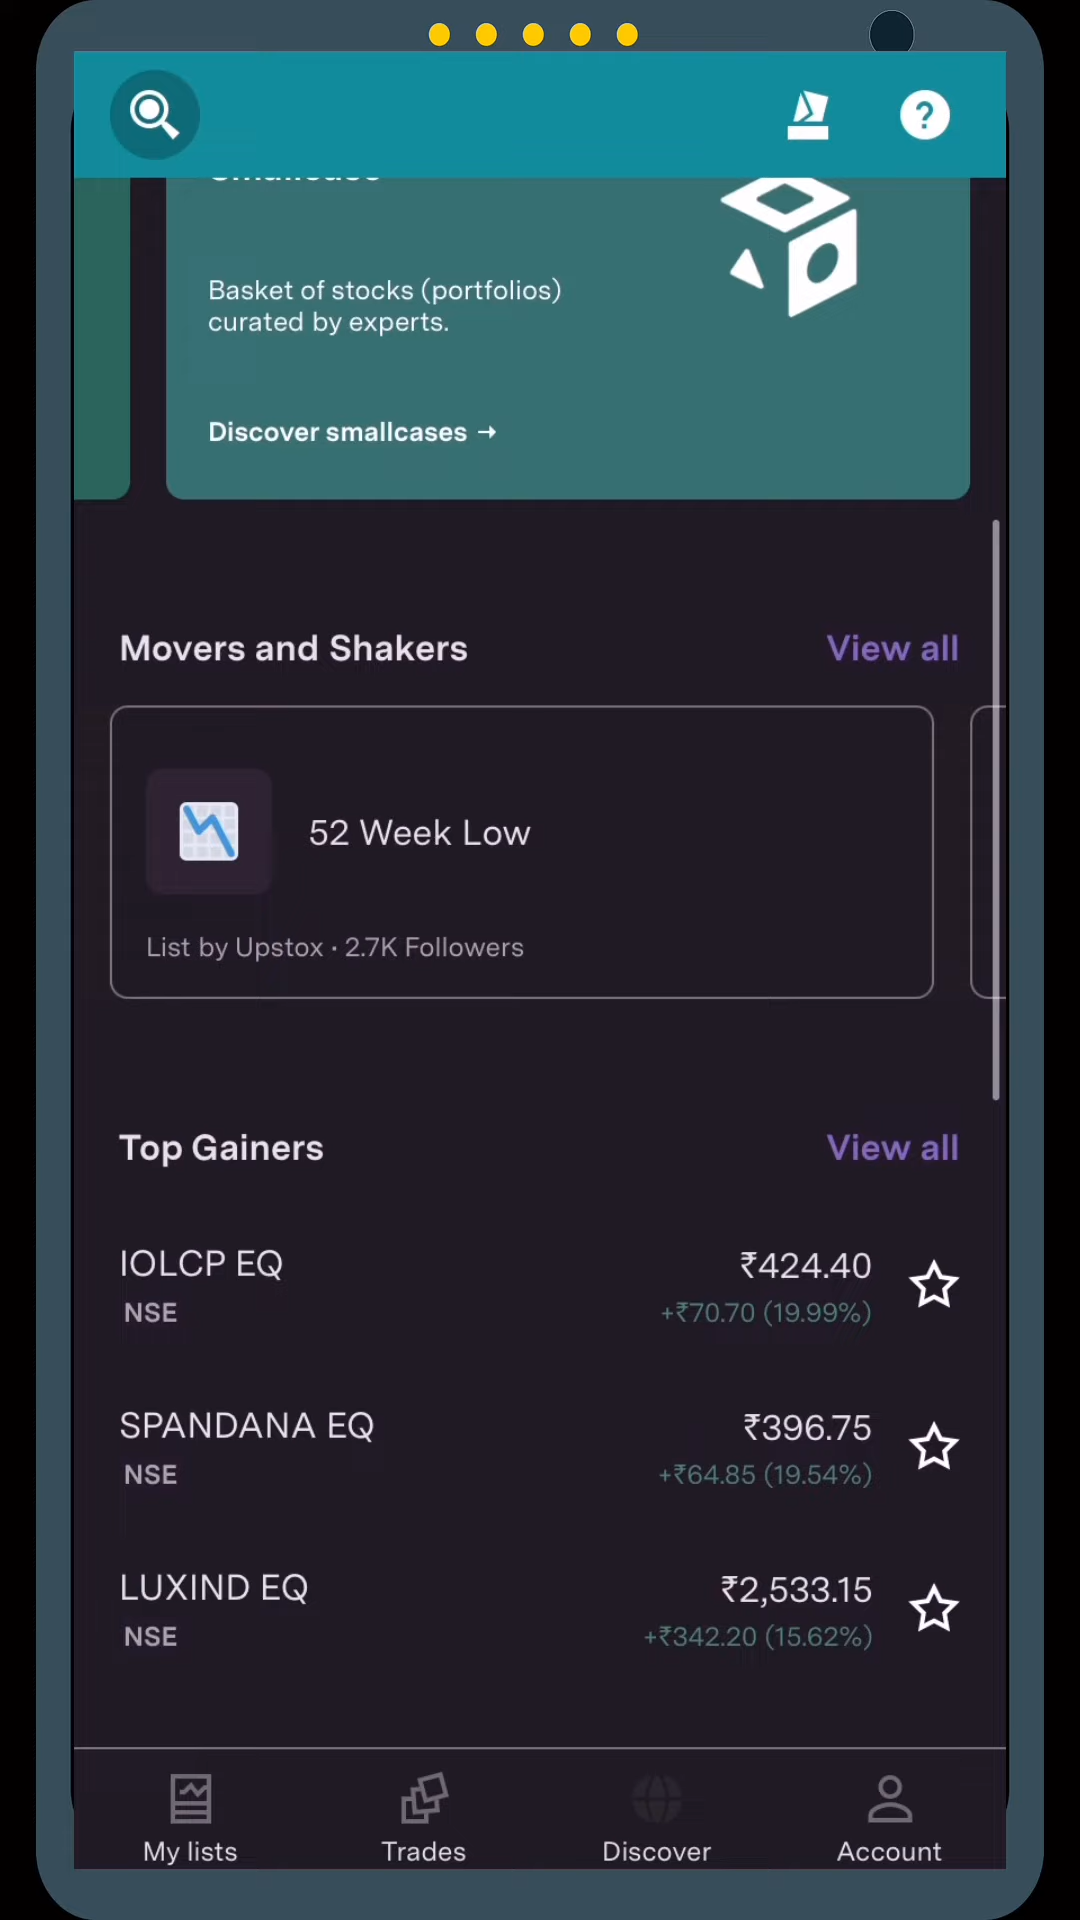 Smallcase
Basket of stocks (portfolios)
curated by experts.
Discover smallcases →
Movers and Shakers
View all
52 Week Low
List by Upstox • 2.7K Followers
Top Gainers
View all
IOLCP EQ
₹424.40
NSE
+₹70.70 (19.99%)
SPANDANA EQ
₹396.75
NSE
+₹64.85 (19.54%)
LUXIND EQ
₹2,533.15
NSE
+₹342.20 (15.62%)
My lists
Trades
Discover
Account